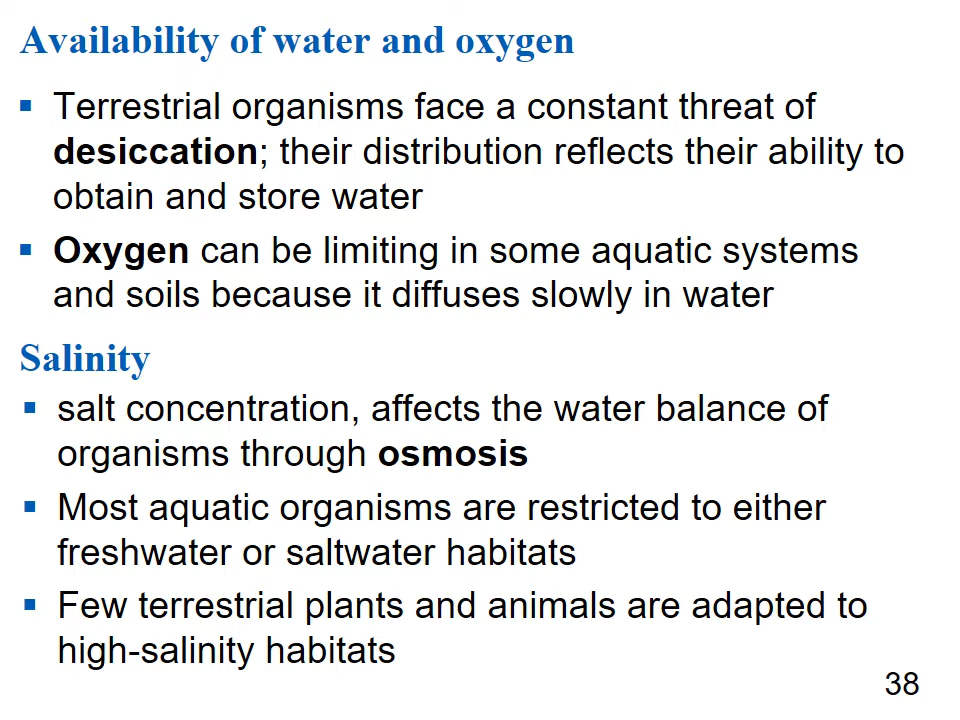 Availability of water and oxygen
▪ Terrestrial organisms face a constant threat of
desiccation; their distribution reflects their ability to
obtain and store water
▪ Oxygen can be limiting in some aquatic systems
and soils because it diffuses slowly in water
Salinity
▪ salt concentration, affects the water balance of
organisms through osmosis
▪ Most aquatic organisms are restricted to either
freshwater or saltwater habitats
▪ Few terrestrial plants and animals are adapted to
high-salinity habitats
38